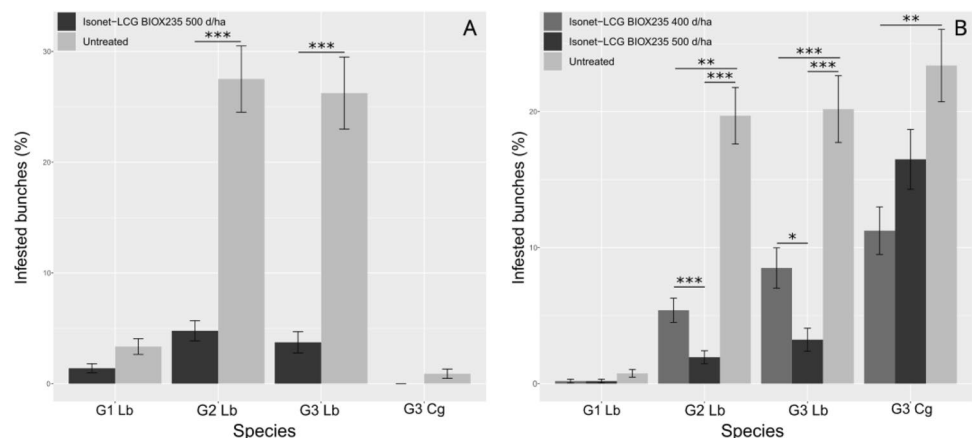 Isonet-LCG BIOX235 500 d/ha
Untreated
A
***
***
30
20
10
0
Infested bunches (%)
G1 Lb
G2 Lb
G3 Lb
G3 Cg
Species
Isonet-LCG BIOX235 400 d/ha
Isonet-LCG BIOX235 500 d/ha
Untreated
B
**
***
***
***
**
***
*
20
10
0
Infested bunches (%)
G1 Lb
G2 Lb
G3 Lb
G3 Cg
Species